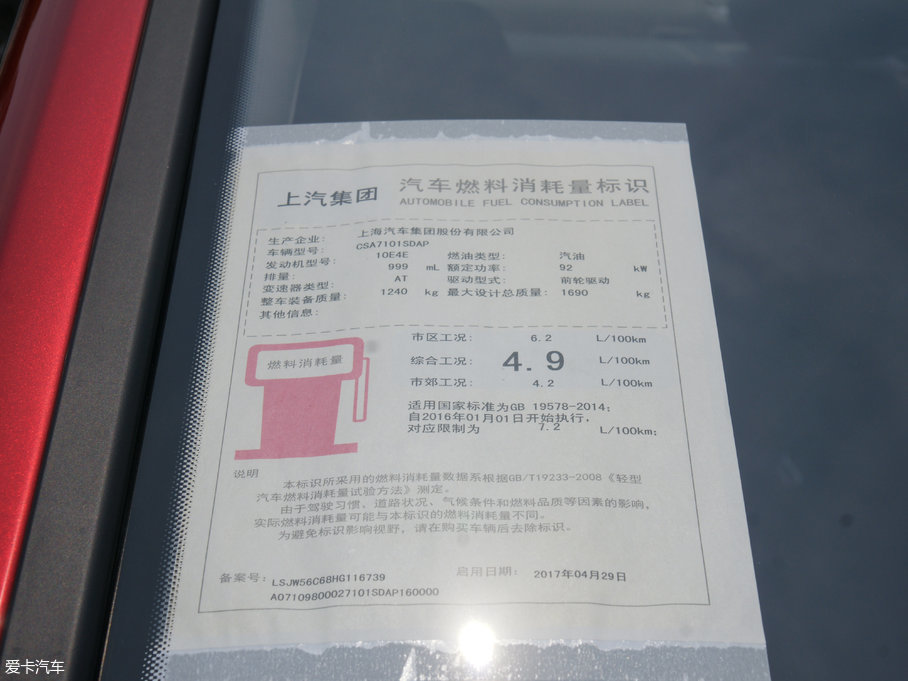 上汽集团
汽车燃料消耗量标识
AUTOMOBILE FUEL CONSUMPTION LABEL
生产企业： 上海汽车集团股份有限公司
车辆型号： CSA7101SDAP
发动机型号： 10E4E 燃油类型： 汽油
排量： 999 mL 额定功率： 92 kW
变速器类型： AT 驱动型式： 前轮驱动
整车装备质量： 1240 kg 最大设计总质量： 1690 kg
其他信息：
燃料消耗量
市区工况： 6.2 L/100km
综合工况： 4.9 L/100km
市郊工况： 4.2 L/100km
适用国家标准为GB 19578-2014；
自2016年01月01日开始执行，
对应限制为 7.2 L/100km；
说明
本标识所采用的燃料消耗量数据系根据GB/T19233-2008《轻型
汽车燃料消耗量试验方法》测定。
由于驾驶习惯、道路状况、气候条件和燃料品质等因素的影响，
实际燃料消耗量可能与本标识的燃料消耗量不同。
为避免标识影响视野，请在购买车辆后去除标识。
备案号： LSJW56C68HG116739 启用日期： 2017年04月29日
A07109800027101SDAP160000
爱卡汽车